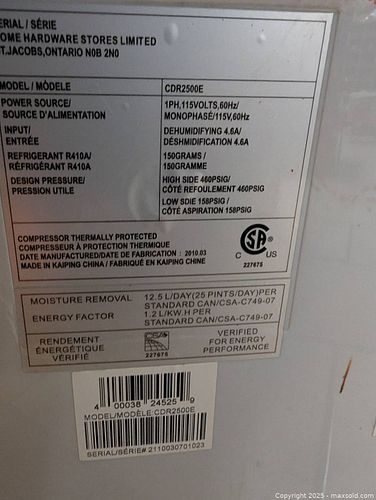 ERIAL / SÉRIE
OME HARDWARE STORES LIMITED
T.JACOBS,ONTARIO N0B 2N0
MODEL / MÒDELE CDR2500E
POWER SOURCE/ 1PH,115VOLTS,60Hz/
SOURCE D'ALIMENTATION MONOPHASÉ/115V,60Hz
INPUT/ DEHUMIDIFYING 4.6A/
ENTRÉE DÉSHMIDIFICATION 4.6A
REFRIGERANT R410A/ 150GRAMS /
RÉFRIGÉRANT R410A 150GRAMME
DESIGN PRESSURE/ HIGH SIDE 460PSIG/
PRESSION UTILE CÔTÉ REFOULEMENT 460PSIG
LOW SDIE 158PSIG /
CÔTÉ ASPIRATION 158PSIG
COMPRESSOR THERMALLY PROTECTED
COMPRESSEUR À PROTECTION THERMIQUE
DATE MANUFACTURED/DATE DE FABRICATION : 2010.03
MADE IN KAIPING CHINA / FABRIQUÉ EN KAIPING CHINE
C US
227675
MOISTURE REMOVAL 12.5 L/DAY(25 PINTS/DAY)PER
STANDARD CAN/CSA-C749-07
ENERGY FACTOR 1.2 L/KW.H PER
STANDARD CAN/CSA-C749-07
RENDEMENT
ÉNERGÉTIQUE
VÉRIFIÉ
227675
VERIFIED
FOR ENERGY
PERFORMANCE
4 00038 24525 9
MODEL/MODÈLE:CDR2500E
SERIAL/SÉRIE# 2110030701023
Copyright 2025 - maxsold.com